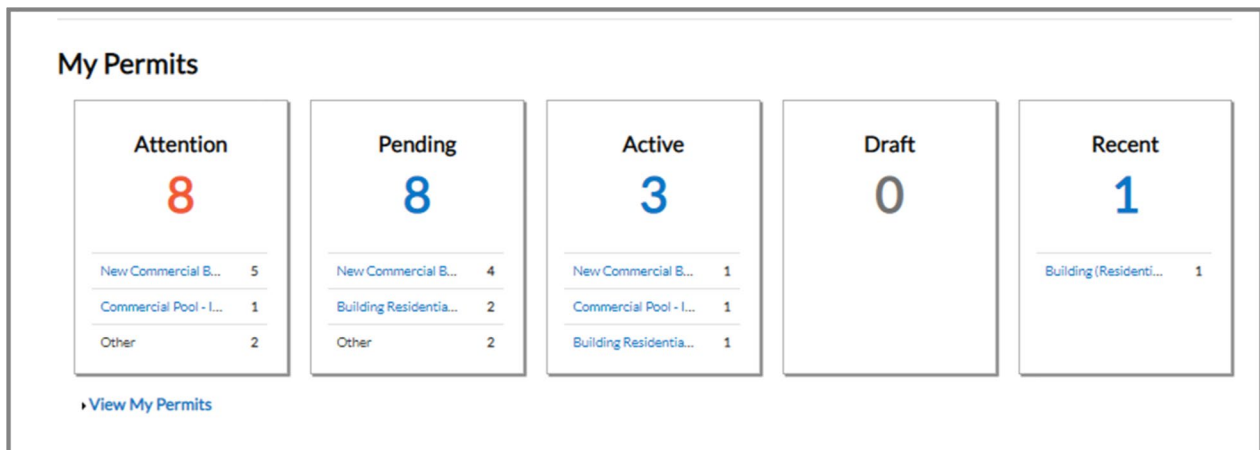 My Permits
Attention
8
New Commercial B... 5
Commercial Pool - I... 1
Other 2
Pending
8
New Commercial B... 4
Building Residentia... 2
Other 2
Active
3
New Commercial B... 1
Commercial Pool - I... 1
Building Residentia... 1
Draft
0
Recent
1
Building (Residenti... 1
View My Permits